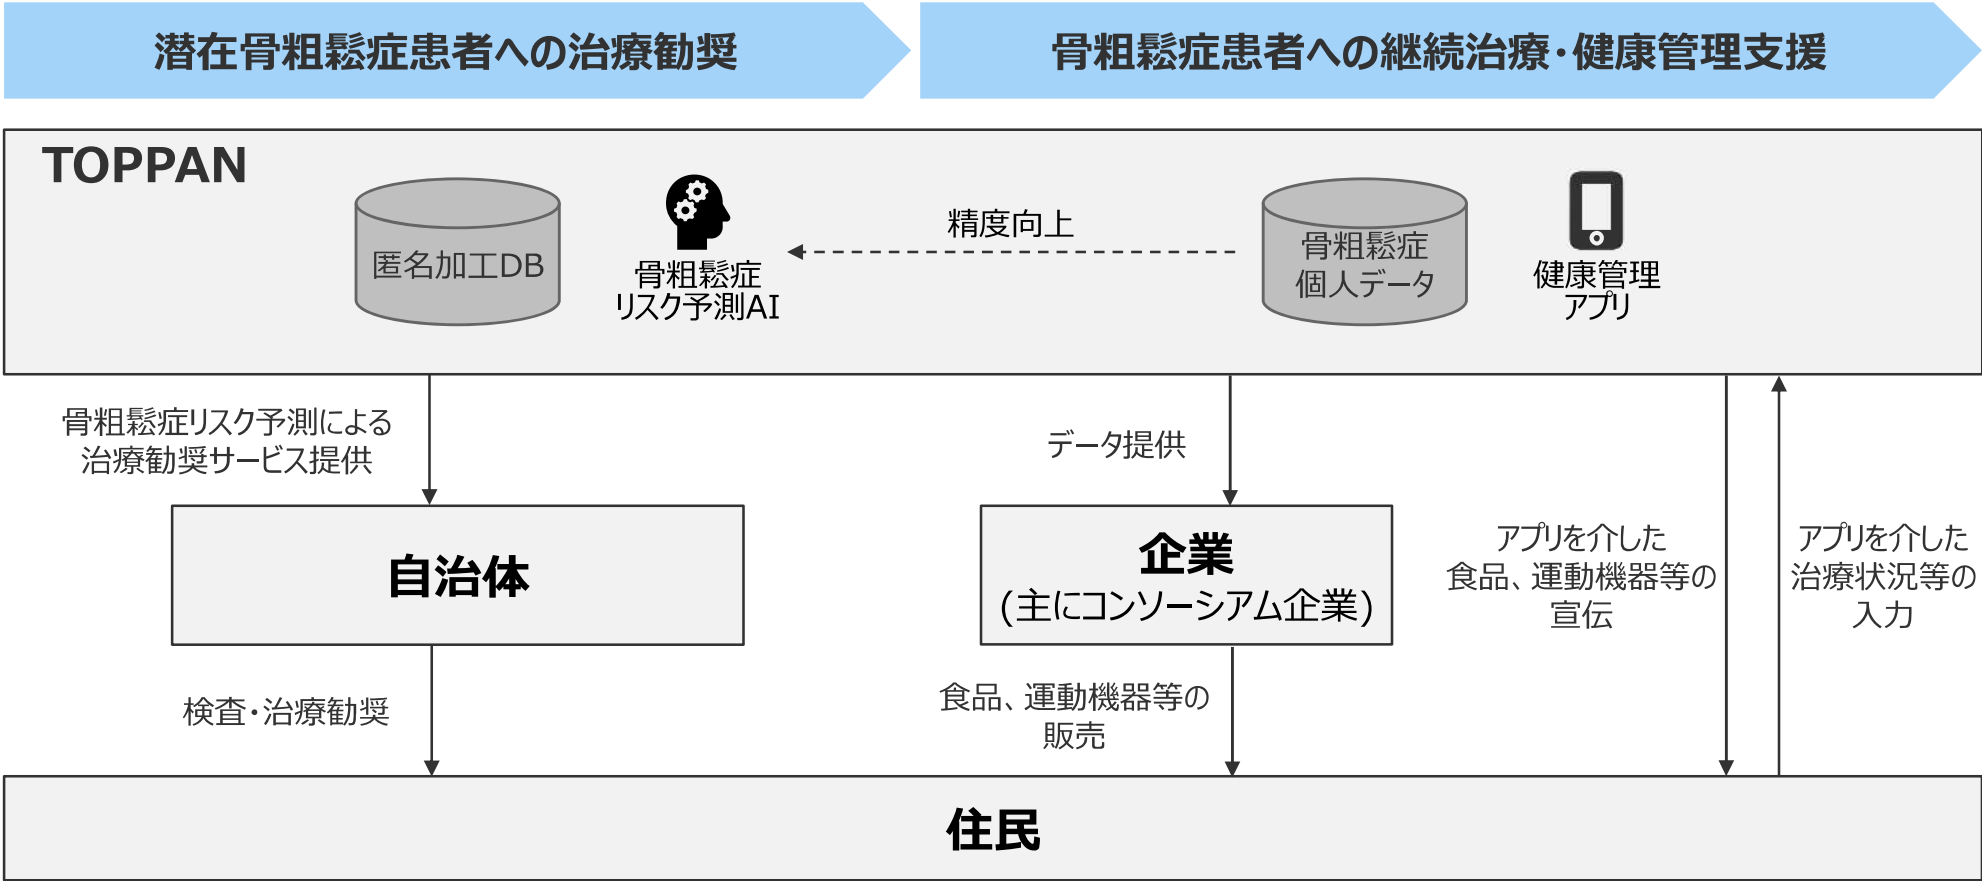 潜在骨粗鬆症患者への治療勧奨
骨粗鬆症患者への継続治療・健康管理支援
TOPPAN
匿名加工DB
骨粗鬆症
リスク予測AI
精度向上
骨粗鬆症
個人データ
健康管理
アプリ
骨粗鬆症リスク予測による
治療勧奨サービス提供
データ提供
自治体
企業
(主にコンソーシアム企業)
アプリを介した
食品、運動機器等の
宣伝
アプリを介した
治療状況等の
入力
検査・治療勧奨
食品、運動機器等の
販売
住民